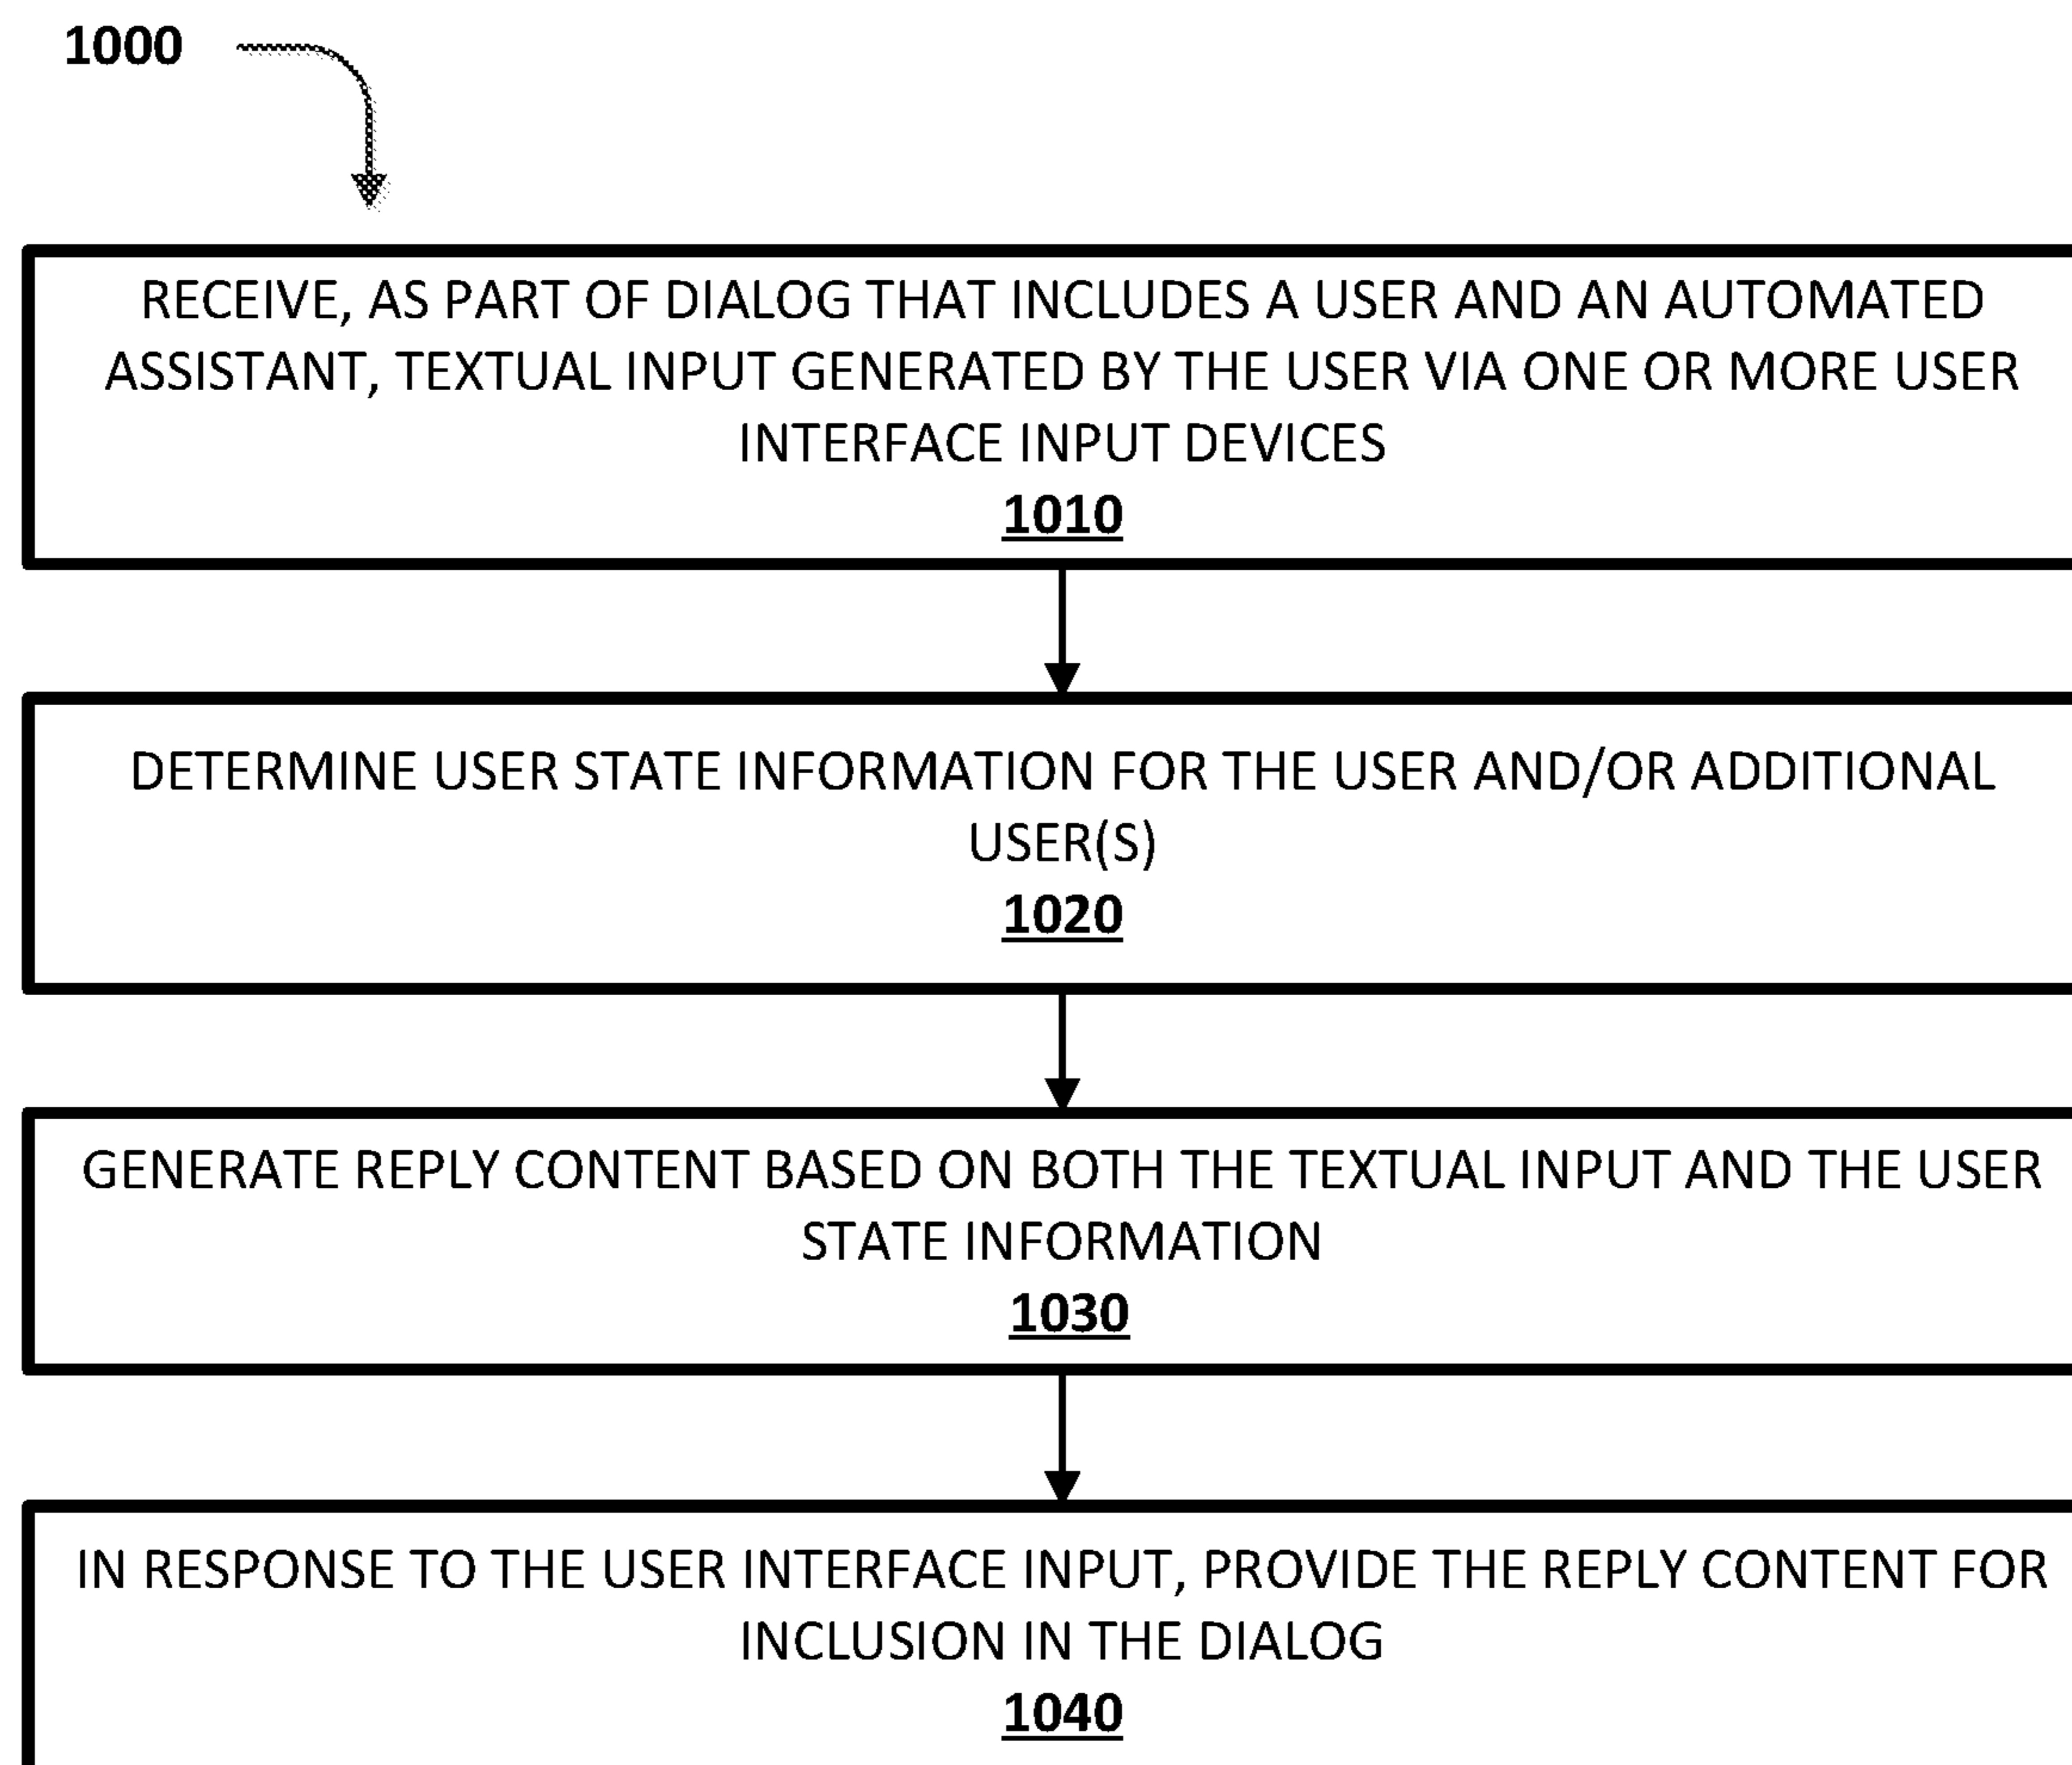 1000
RECEIVE, AS PART OF DIALOG THAT INCLUDES A USER AND AN AUTOMATED
ASSISTANT, TEXTUAL INPUT GENERATED BY THE USER VIA ONE OR MORE USER
INTERFACE INPUT DEVICES
1010
DETERMINE USER STATE INFORMATION FOR THE USER AND/OR ADDITIONAL
USER(S)
1020
GENERATE REPLY CONTENT BASED ON BOTH THE TEXTUAL INPUT AND THE USER
STATE INFORMATION
1030
IN RESPONSE TO THE USER INTERFACE INPUT, PROVIDE THE REPLY CONTENT FOR
INCLUSION IN THE DIALOG
1040